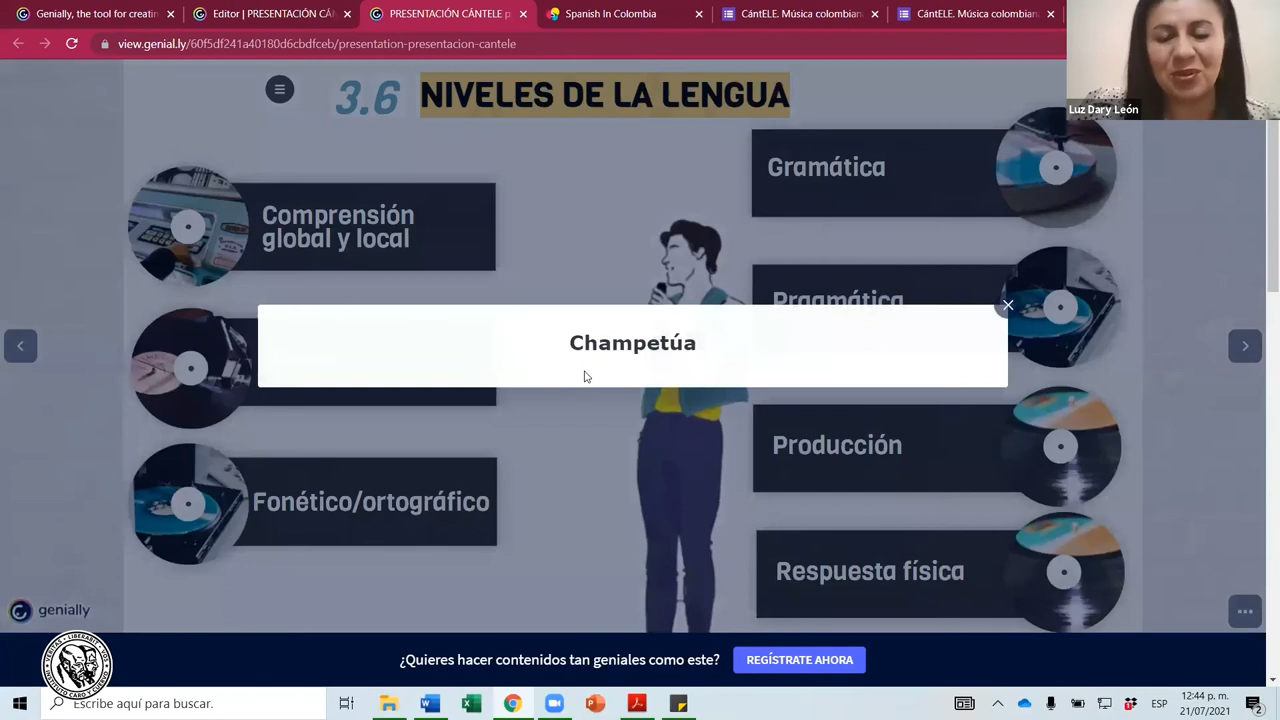 Genially, the tool for creatin
Editor | PRESENTACIÓN CÁN
PRESENTACIÓN CÁNTELE p
Spanish In Colombia
CántELE. Música colombian
CántELE. Música colombian
view.genial.ly/60f5df241a40180d6cbdfceb/presentation-presentacion-cantele
Luz Dary León
3.6 NIVELES DE LA LENGUA
Comprensión
global y local
Fonético/ortográfico
Gramática
Pragmática
Producción
Respuesta física
Champetúa
genially
¿Quieres hacer contenidos tan geniales como este?
REGÍSTRATE AHORA
Escribe aquí para buscar.
ESP
12:44 p. m.
21/07/2021
2